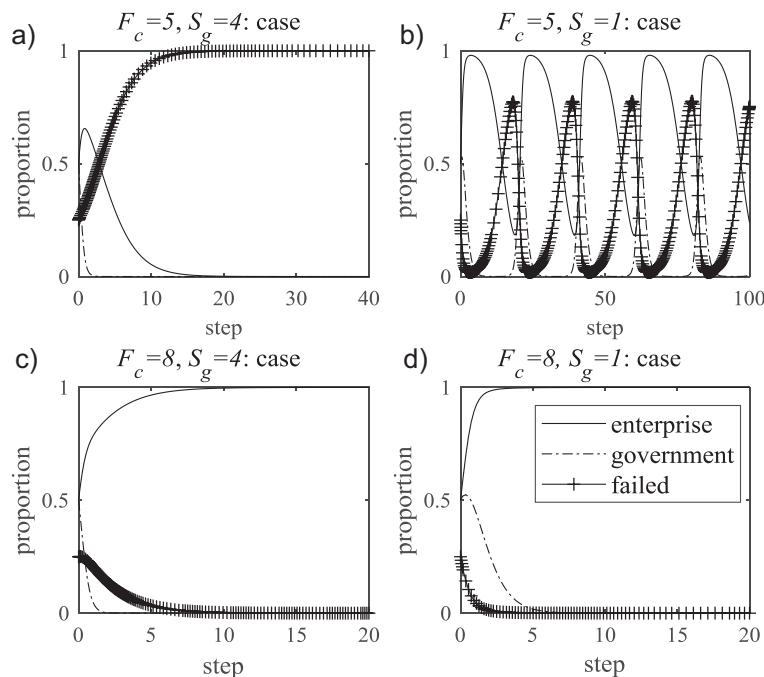 a) F_c=5, S_g=4: case
proportion
1
0.5
0
0 10 20 30 40
step
b) F_c=5, S_g=1: case
proportion
1
0.5
0
0 50 100
step
c) F_c=8, S_g=4: case
proportion
1
0.5
0
0 5 10 15 20
step
d) F_c=8, S_g=1: case
proportion
1
0.5
0
enterprise
government
failed
0 5 10 15 20
step